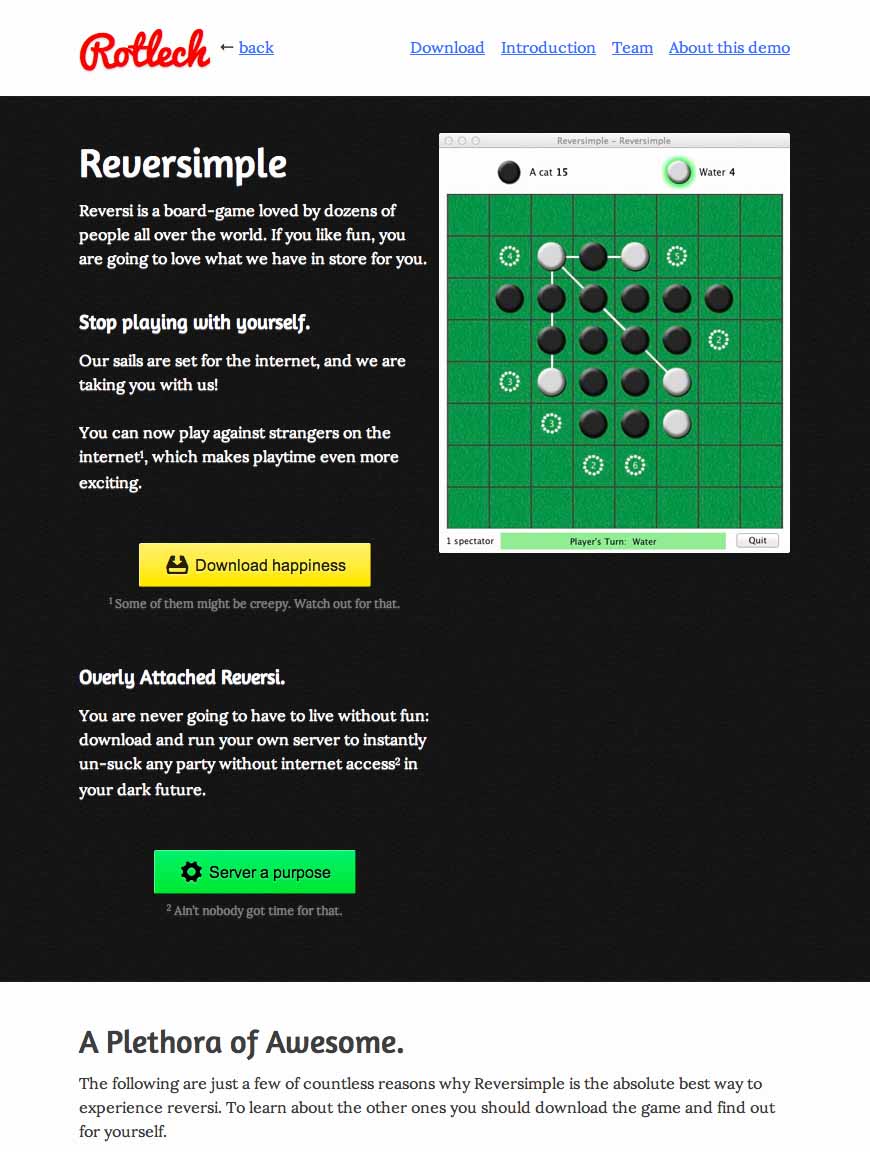 Rotlech ← back Download Introduction Team About this demo
Reversimple
Reversi is a board-game loved by dozens of
people all over the world. If you like fun, you
are going to love what we have in store for you.
Stop playing with yourself.
Our sails are set for the internet, and we are
taking you with us!
You can now play against strangers on the
internet¹, which makes playtime even more
exciting.
Download happiness
¹ Some of them might be creepy. Watch out for that.
Overly Attached Reversi.
You are never going to have to live without fun:
download and run your own server to instantly
un-suck any party without internet access² in
your dark future.
Server a purpose
² Ain't nobody got time for that.
Reversimple – Reversimple
A cat 15 Water 4
4 5
2
3
3
2 6
1 spectator Player's Turn: Water Quit
A Plethora of Awesome.
The following are just a few of countless reasons why Reversimple is the absolute best way to
experience reversi. To learn about the other ones you should download the game and find out
for yourself.